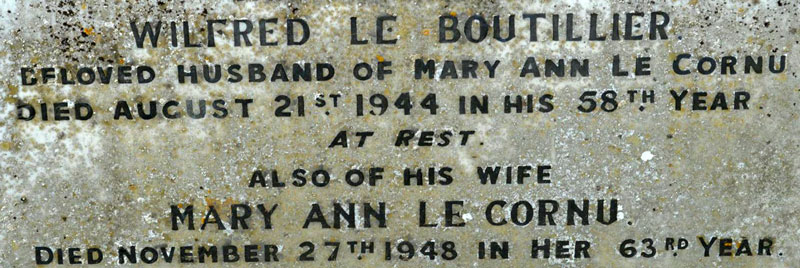 WILFRED LE BOUTILLIER.
BELOVED HUSBAND OF MARY ANN LE CORNU
DIED AUGUST 21ST. 1944 IN HIS 58TH. YEAR.
AT REST.
ALSO OF HIS WIFE
MARY ANN LE CORNU.
DIED NOVEMBER 27TH. 1948 IN HER 63RD. YEAR.